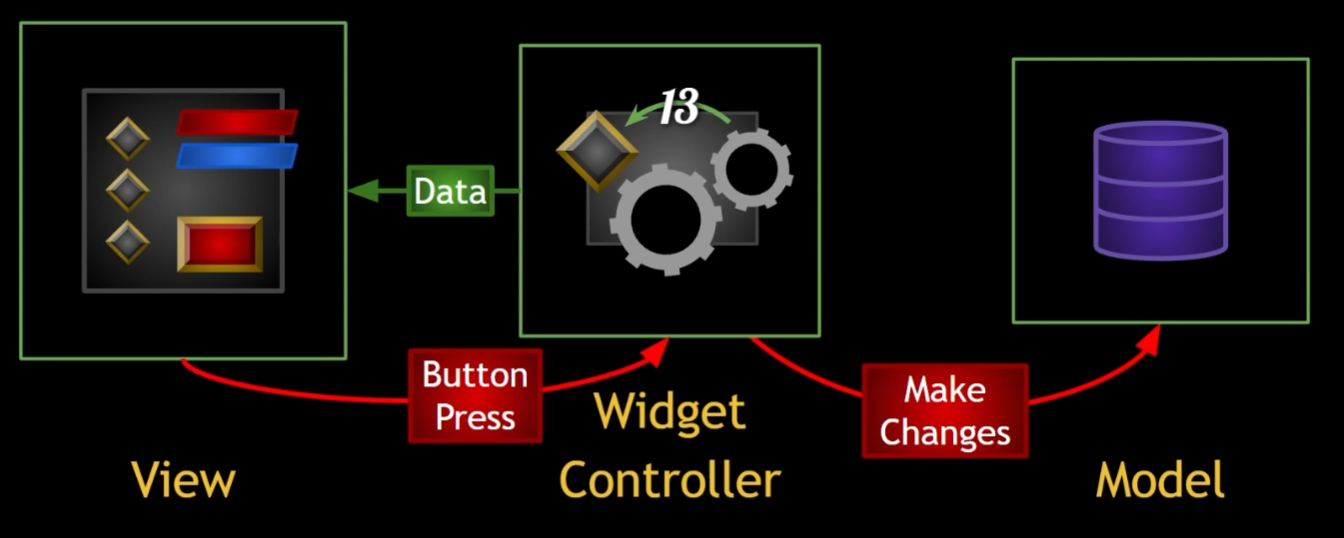 13
Data
Button
Press
Make
Changes
Widget
Controller
View
Model